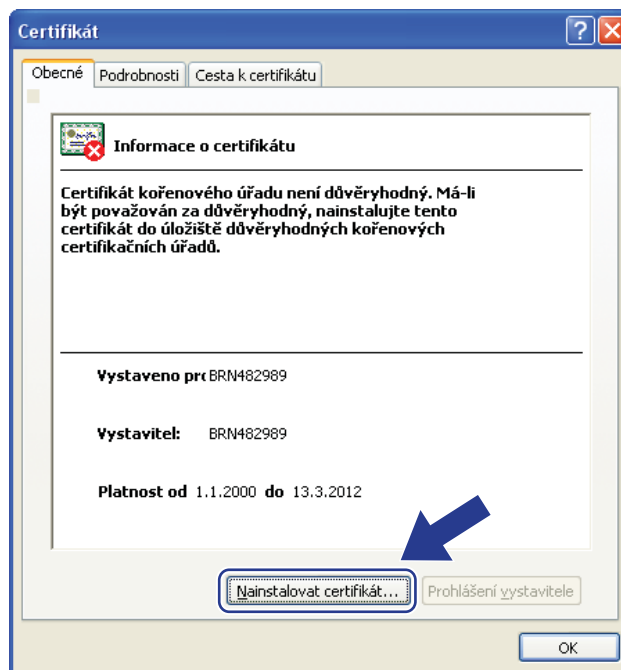 Certifikát
Obecné Podrobnosti Cesta k certifikátu
Informace o certifikátu
Certifikát kořenového úřadu není důvěryhodný. Má-li
být považován za důvěryhodný, nainstalujte tento
certifikát do úložiště důvěryhodných kořenových
certifikačních úřadů.
Vystaveno pro BRN482989
Vystavitel: BRN482989
Platnost od 1.1.2000 do 13.3.2012
Nainstalovat certifikát... Prohlášení vystavitele
OK